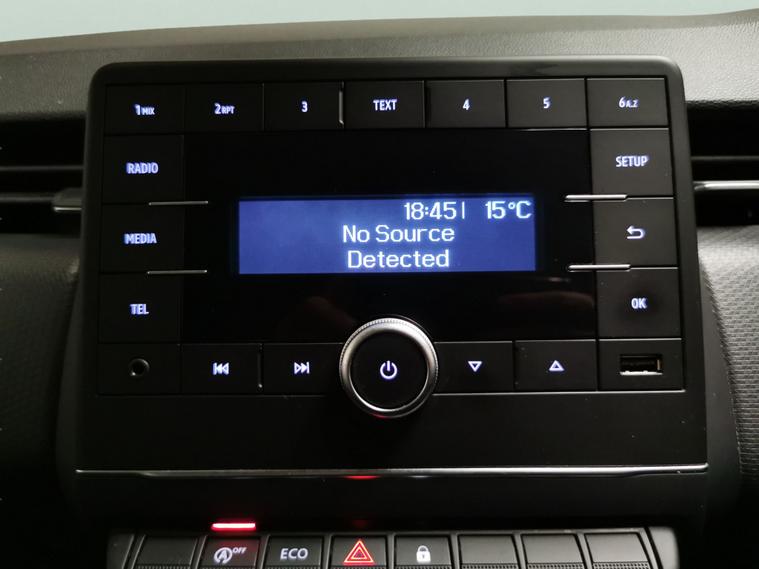 1MIX 2RPT 3 TEXT 4 5 6A.Z
RADIO
SETUP
18:45 15°C
No Source
MEDIA
Detected
TEL
OK
OFF
ECO